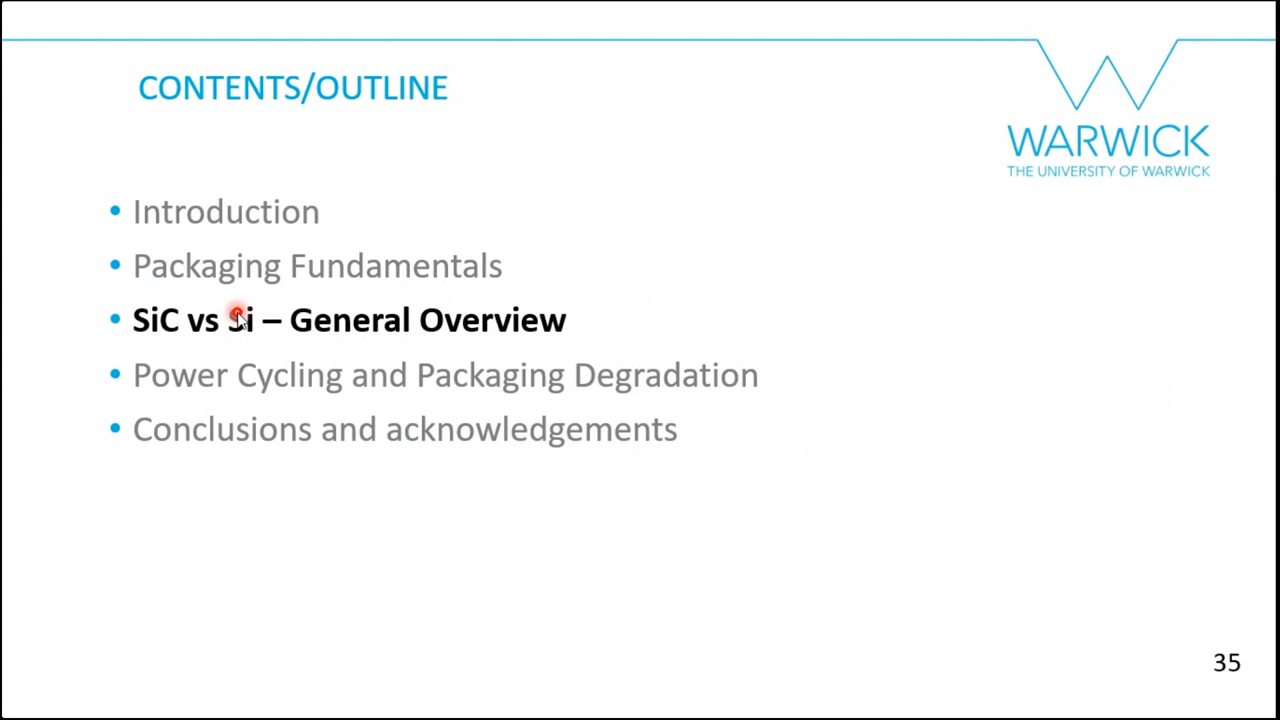 CONTENTS/OUTLINE
WARWICK
THE UNIVERSITY OF WARWICK
• Introduction
• Packaging Fundamentals
• SiC vs Si – General Overview
• Power Cycling and Packaging Degradation
• Conclusions and acknowledgements
35